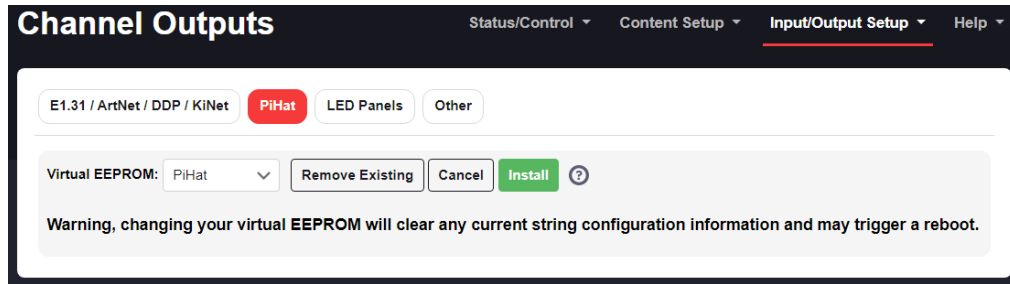 Channel Outputs Status/Control Content Setup Input/Output Setup Help
E1.31 / ArtNet / DDP / KiNet PiHat LED Panels Other
Virtual EEPROM: PiHat Remove Existing Cancel Install ?
Warning, changing your virtual EEPROM will clear any current string configuration information and may trigger a reboot.